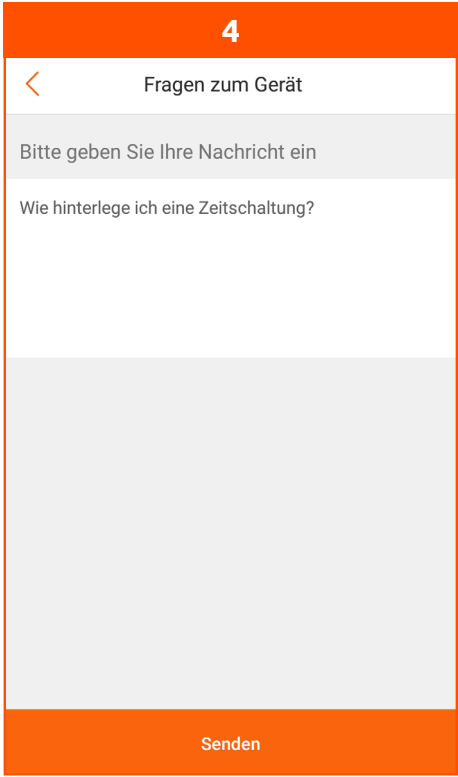 4
Fragen zum Gerät
Bitte geben Sie Ihre Nachricht ein
Wie hinterlege ich eine Zeitschaltung?
Senden